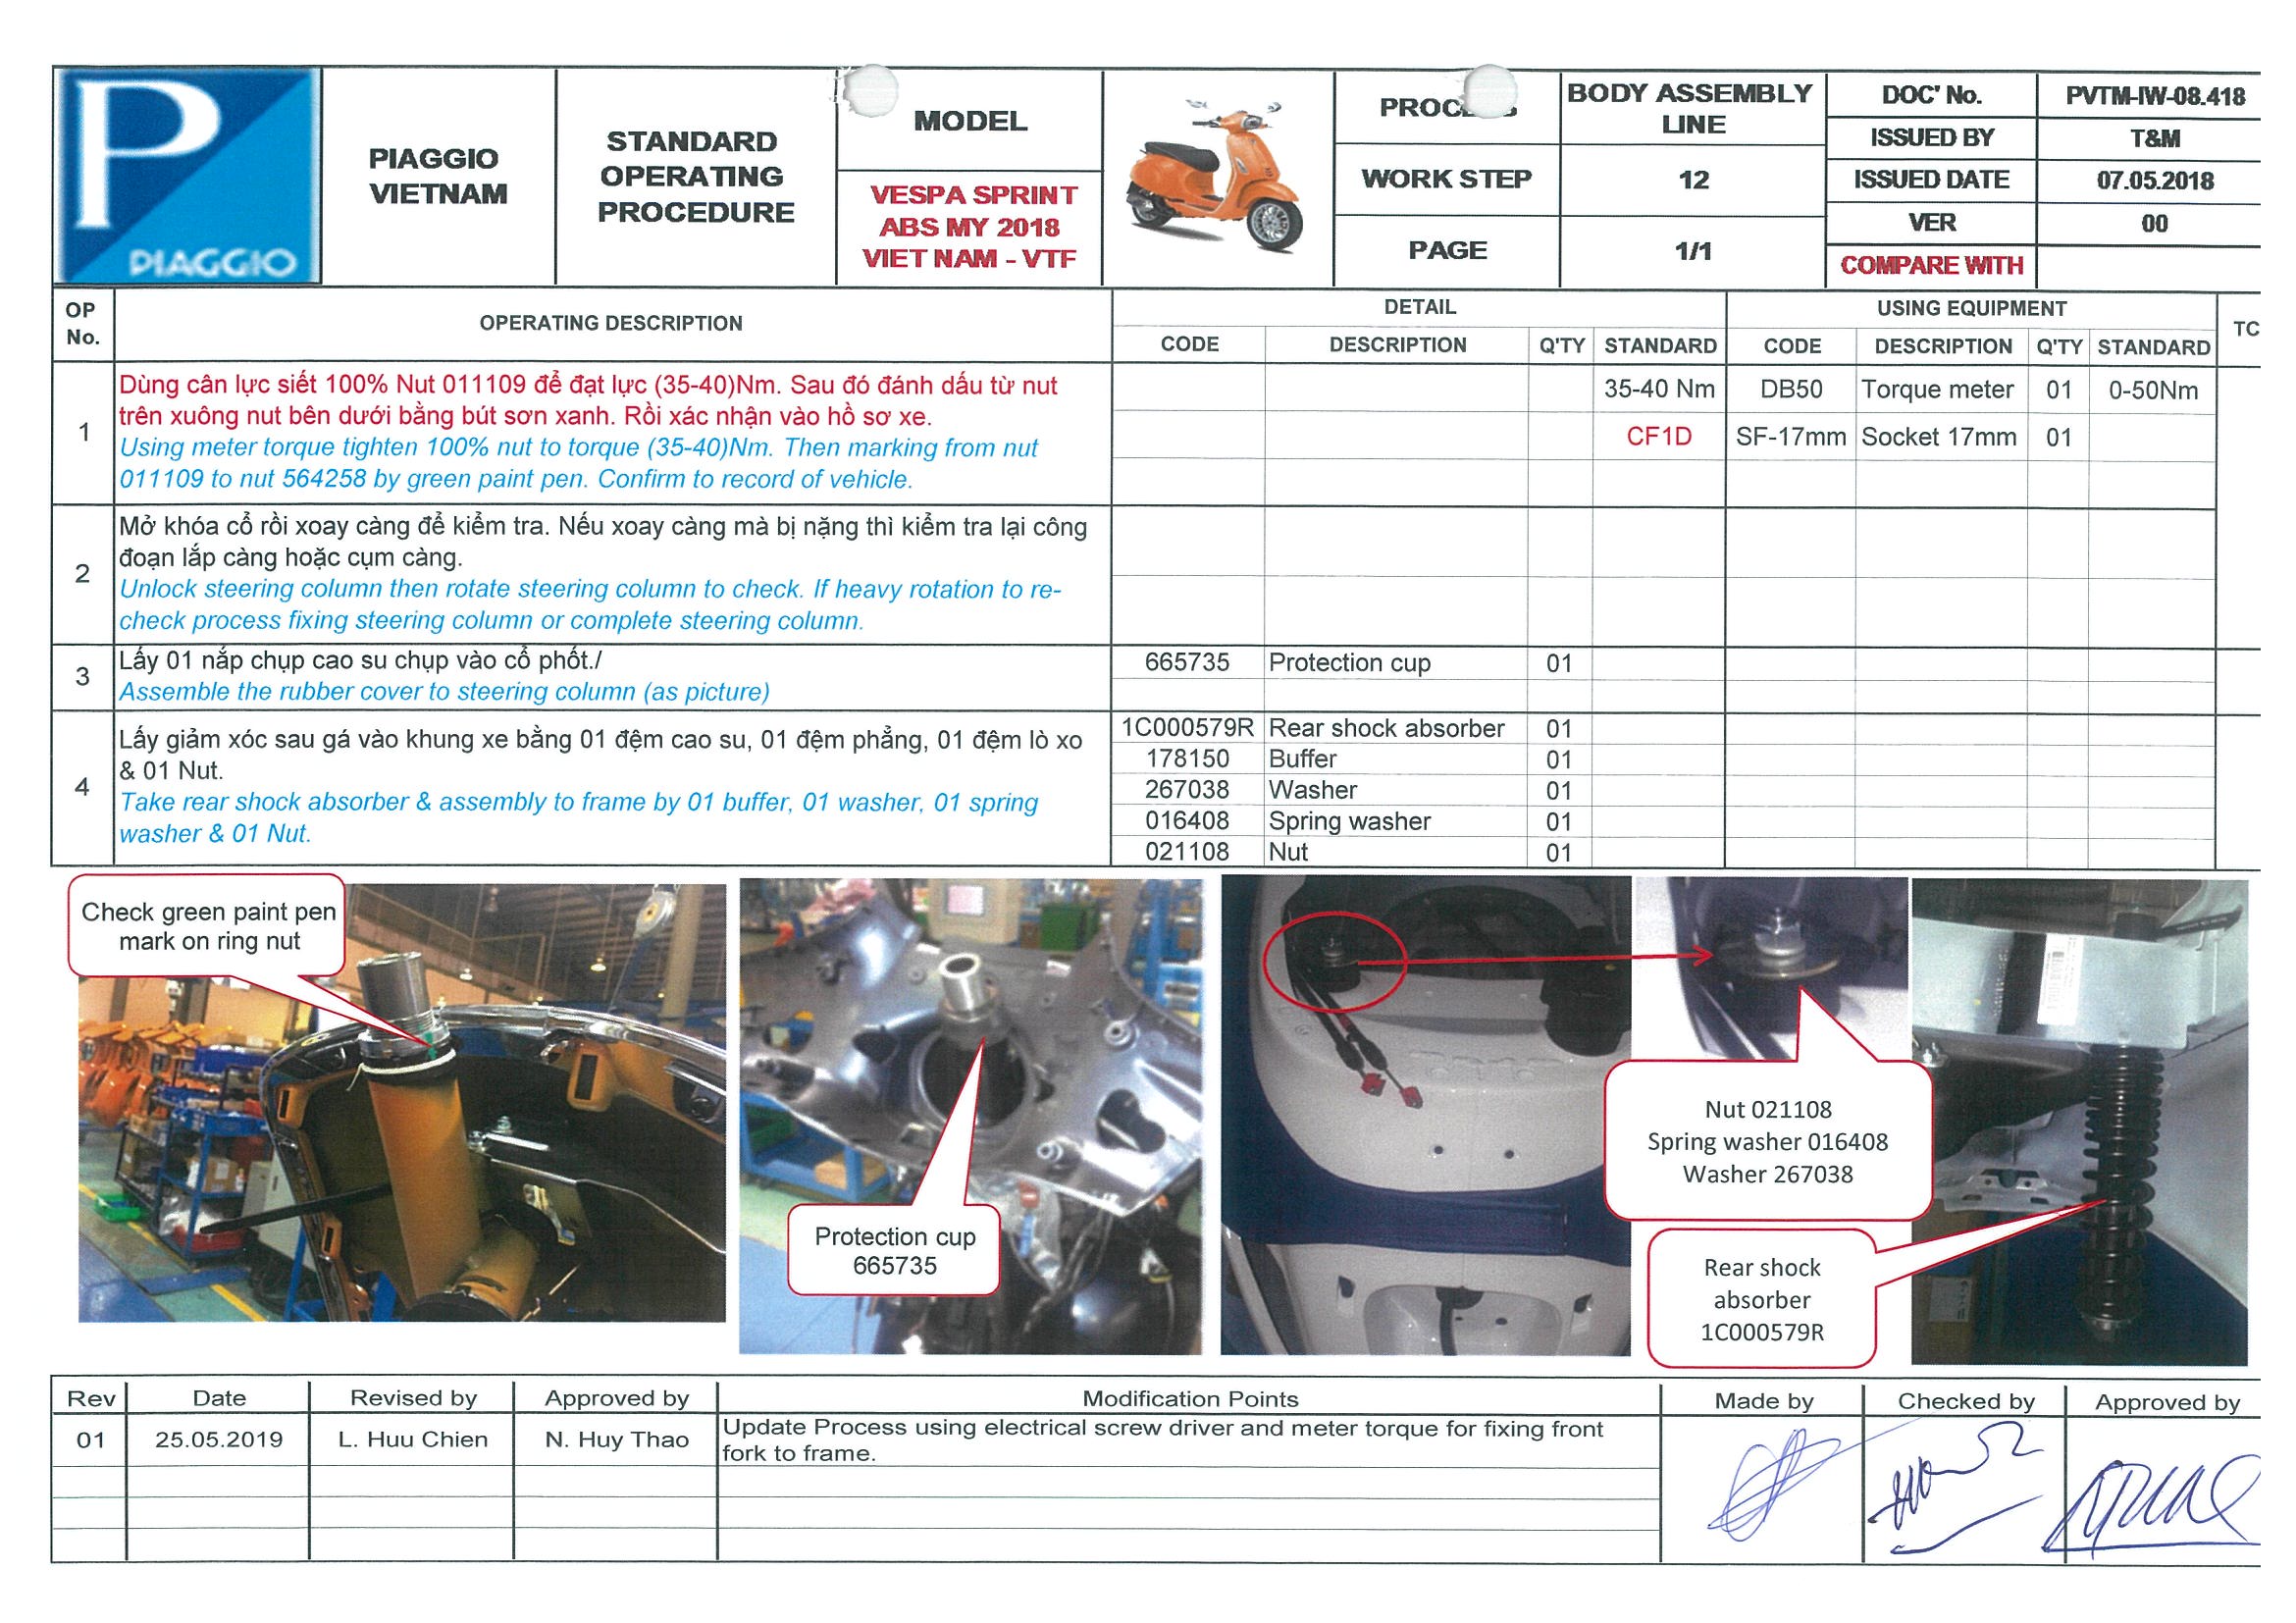 P
PIAGGIO
PIAGGIO
VIETNAM
STANDARD
OPERATING
PROCEDURE
MODEL
VESPA SPRINT
ABS MY 2018
VIET NAM - VTF
BODY ASSEMBLY
LINE
WORK STEP
12
PAGE
1/1
DOC' No.
PVTM-IW-08.418
ISSUED BY
T&M
ISSUED DATE
07.05.2018
VER
00
COMPARE WITH
OP
No.
OPERATING DESCRIPTION
DETAIL
USING EQUIPMENT
TC
CODE
DESCRIPTION
Q'TY
STANDARD
CODE
DESCRIPTION
Q'TY
STANDARD
1
Dùng cân lực siết 100% Nut 011109 để đạt lực (35-40)Nm. Sau đó đánh dấu từ nut
trên xuông nut bên dưới bằng bút sơn xanh. Rồi xác nhận vào hồ sơ xe.
Using meter torque tighten 100% nut to torque (35-40)Nm. Then marking from nut
011109 to nut 564258 by green paint pen. Confirm to record of vehicle.
35-40 Nm
DB50
Torque meter
01
0-50Nm
CF1D
SF-17mm
Socket 17mm
01
2
Mở khóa cổ rồi xoay càng để kiểm tra. Nếu xoay càng mà bị nặng thì kiểm tra lại công
đoạn lắp càng hoặc cụm càng.
Unlock steering column then rotate steering column to check. If heavy rotation to re-
check process fixing steering column or complete steering column.
3
Lấy 01 nắp chụp cao su chụp vào cổ phốt./
Assemble the rubber cover to steering column (as picture)
665735
Protection cup
01
4
Lấy giảm xóc sau gá vào khung xe bằng 01 đệm cao su, 01 đệm phẳng, 01 đệm lò xo
& 01 Nut.
Take rear shock absorber & assembly to frame by 01 buffer, 01 washer, 01 spring
washer & 01 Nut.
1C000579R
Rear shock absorber
01
178150
Buffer
01
267038
Washer
01
016408
Spring washer
01
021108
Nut
01
Check green paint pen
mark on ring nut
Protection cup
665735
Nut 021108
Spring washer 016408
Washer 267038
Rear shock
absorber
1C000579R
Rev
Date
Revised by
Approved by
Modification Points
Made by
Checked by
Approved by
01
25.05.2019
L. Huu Chien
N. Huy Thao
Update Process using electrical screw driver and meter torque for fixing front
fork to frame.